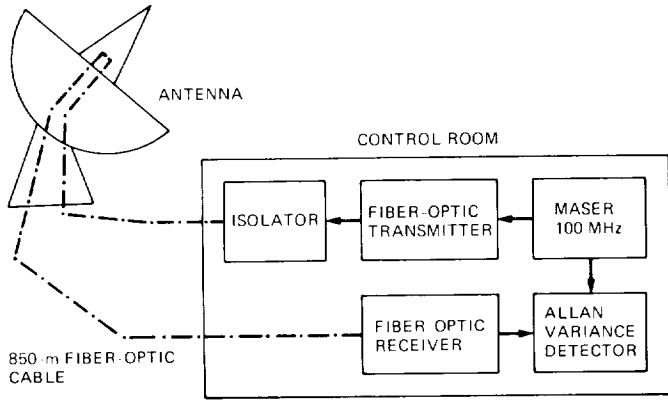 ANTENNA
CONTROL ROOM
ISOLATOR
FIBER-OPTIC
TRANSMITTER
MASER
100 MHz
850-m FIBER-OPTIC
CABLE
FIBER OPTIC
RECEIVER
ALLAN
VARIANCE
DETECTOR